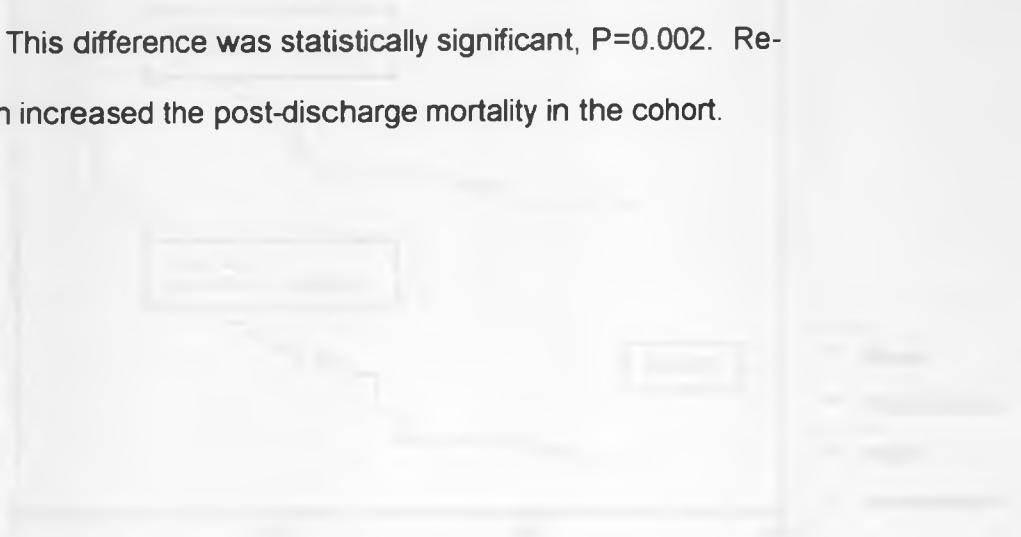 This difference was statistically significant, P=0.002. Re-
increased the post-discharge mortality in the cohort.